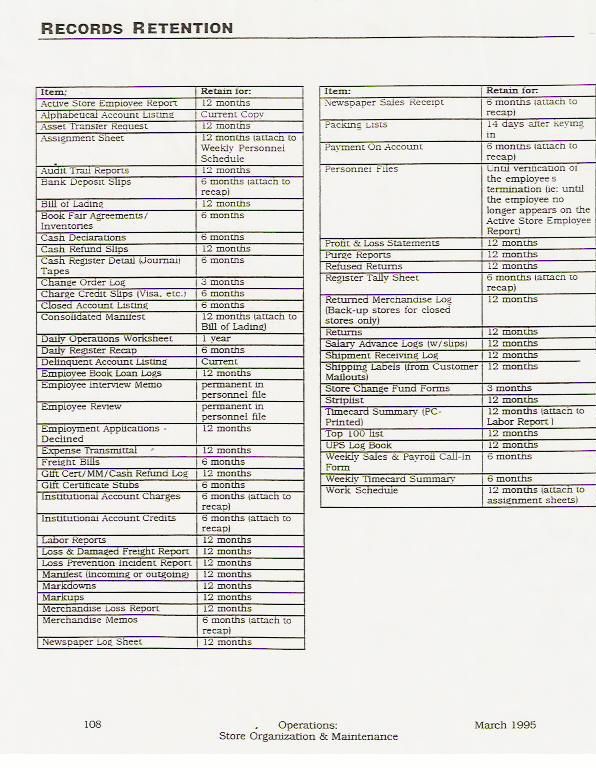 RECORDS RETENTION
Item: Retain for:
Active Store Employee Report 12 months
Alphabetical Account Listing Current Copy
Asset Transfer Request 12 months
Assignment Sheet 12 months (attach to
Weekly Personnel
Schedule
Audit Trail Reports 12 months
Bank Deposit Slips 6 months (attach to
recap)
Bill of Lading 12 months
Book Fair Agreements/ 6 months
Inventories
Cash Declarations 6 months
Cash Refund Slips 12 months
Cash Register Detail (Journal) 6 months
Tapes
Change Order Log 3 months
Charge Credit Slips (Visa, etc.) 6 months
Closed Account Listing 6 months
Consolidated Manifest 12 months (attach to
Bill of Lading)
Daily Operations Worksheet 1 year
Daily Register Recap 6 months
Delinquent Account Listing Current
Employee Book Loan Logs 12 months
Employee Interview Memo permanent in
personnel file
Employee Review permanent in
personnel file
Employment Applications - 12 months
Declined
Expense Transmittal 12 months
Freight Bills 6 months
Gift Cert/MM/Cash Refund Log 12 months
Gift Certificate Stubs 6 months
Institutional Account Charges 6 months (attach to
recap)
Institutional Account Credits 6 months (attach to
recap)
Labor Reports 12 months
Loss & Damaged Freight Report 12 months
Loss Prevention Incident Report 12 months
Manifest (incoming or outgoing) 12 months
Markdowns 12 months
Markups 12 months
Merchandise Loss Report 12 months
Merchandise Memos 6 months (attach to
recap)
Newspaper Log Sheet 12 months
Item: Retain for:
Newspaper Sales Receipt 6 months (attach to
recap)
Packing Lists 14 days after keying
in
Payment On Account 6 months (attach to
recap)
Personnel Files Until verification of
the employee's
termination (ie: until
the employee no
longer appears on the
Active Store Employee
Report)
Profit & Loss Statements 12 months
Purge Reports 12 months
Refused Returns 12 months
Register Tally Sheet 6 months (attach to
recap)
Returned Merchandise Log 12 months
(Back-up stores for closed
stores only)
Returns 12 months
Salary Advance Logs (w/slips) 12 months
Shipment Receiving Log 12 months
Shipping Labels (from Customer 12 months
Mailouts)
Store Change Fund Forms 3 months
Striplist 12 months
Timecard Summary (PC- 12 months (attach to
Printed) Labor Report)
Top 100 list 12 months
UPS Log Book 12 months
Weekly Sales & Payroll Call-In 6 months
Form
Weekly Timecard Summary 6 months
Work Schedule 12 months (attach to
assignment sheets)
108 Operations: March 1995
Store Organization & Maintenance